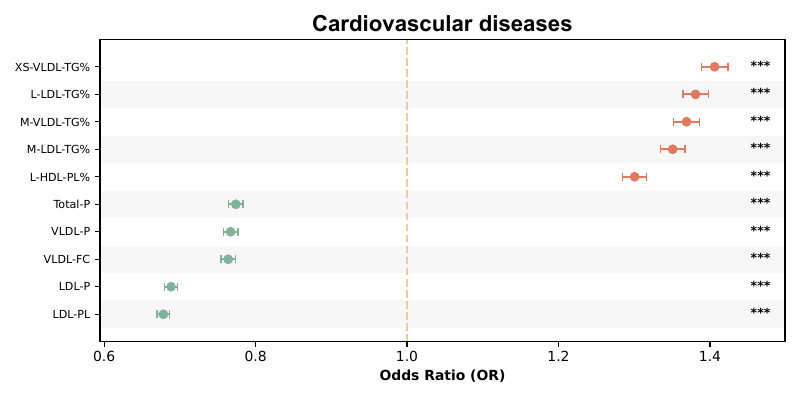 Cardiovascular diseases
XS-VLDL-TG% ***
L-LDL-TG% ***
M-VLDL-TG% ***
M-LDL-TG% ***
L-HDL-PL% ***
Total-P ***
VLDL-P ***
VLDL-FC ***
LDL-P ***
LDL-PL ***
0.6 0.8 1.0 1.2 1.4
Odds Ratio (OR)